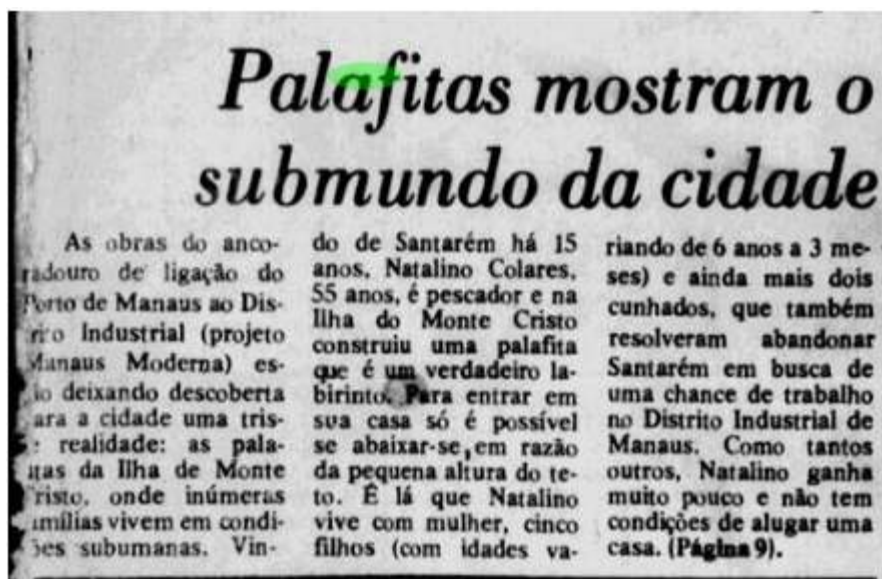 Palafitas mostram o
submundo da cidade
As obras do anco-
radouro de ligação do
Porto de Manaus ao Dis-
trito Industrial (projeto
Manaus Moderna) es-
deixando descoberta
a cidade uma tris-
realidade: as pala-
da Ilha de Monte
onde inúmeras
vivem em condi-
subumanas. Vin-
do de Santarém há 15
anos, Natalino Colares,
55 anos, é pescador e na
Ilha do Monte Cristo
construiu uma palafita
que é um verdadeiro la-
birinto. Para entrar em
sua casa só é possível
se abaixar-se, em razão
da pequena altura do te-
to. É lá que Natalino
vive com mulher, cinco
filhos (com idades va-
riando de 6 anos a 3 me-
ses) e ainda mais dois
cunhados, que também
resolveram abandonar
Santarém em busca de
uma chance de trabalho
no Distrito Industrial de
Manaus. Como tantos
outros, Natalino ganha
muito pouco e não tem
condições de alugar uma
casa. (Página 9).